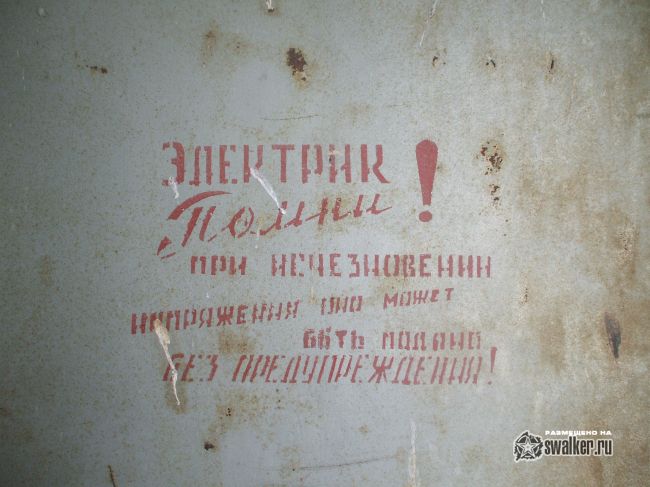 ЭЛЕКТРИК!
Помни
ПРИ ИСЧЕЗНОВЕНИИ
НАПРЯЖЕНИЯ ОНО МОЖЕТ
БЫТЬ ПОДАНО
БЕЗ ПРЕДУПРЕЖДЕНИЯ!
РАЗМЕЩЕНО НА
swalker.ru